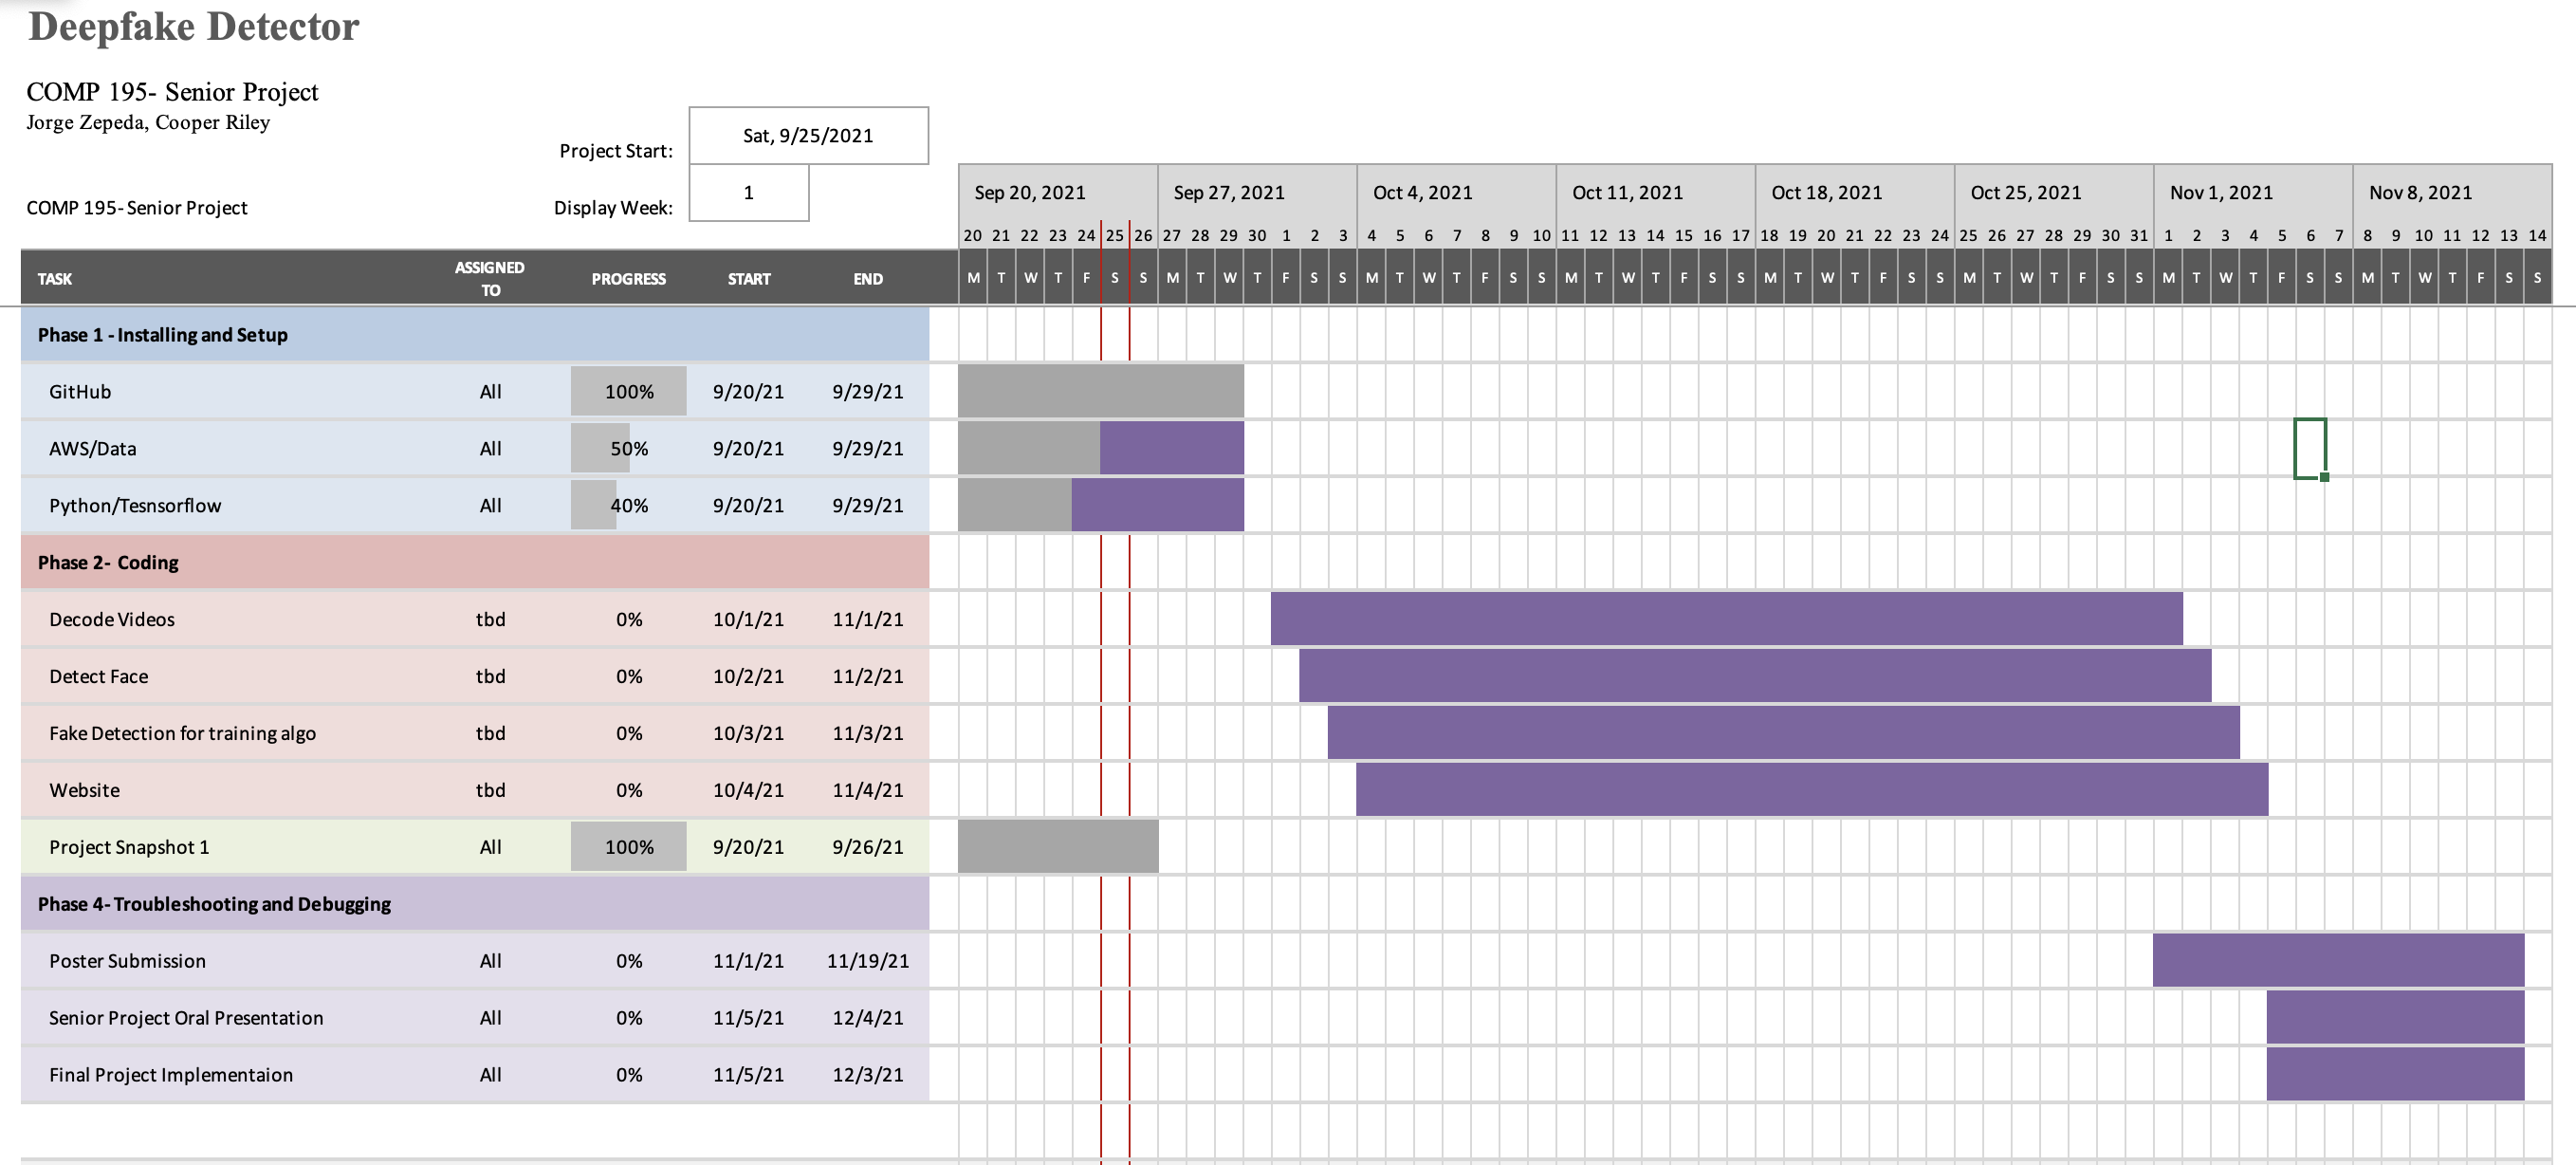 Deepfake Detector
COMP 195- Senior Project
Jorge Zepeda, Cooper Riley
Project Start: Sat, 9/25/2021
COMP 195- Senior Project Display Week: 1
Sep 20, 2021 Sep 27, 2021 Oct 4, 2021 Oct 11, 2021 Oct 18, 2021 Oct 25, 2021 Nov 1, 2021 Nov 8, 2021
20 21 22 23 24 25 26 27 28 29 30 1 2 3 4 5 6 7 8 9 10 11 12 13 14 15 16 17 18 19 20 21 22 23 24 25 26 27 28 29 30 31 1 2 3 4 5 6 7 8 9 10 11 12 13 14
TASK ASSIGNED TO PROGRESS START END M T W T F S S M T W T F S S M T W T F S S M T W T F S S M T W T F S S M T W T F S S M T W T F S S M T W T F S S
Phase 1 - Installing and Setup
GitHub All 100% 9/20/21 9/29/21
AWS/Data All 50% 9/20/21 9/29/21
Python/Tesnsorflow All 40% 9/20/21 9/29/21
Phase 2- Coding
Decode Videos tbd 0% 10/1/21 11/1/21
Detect Face tbd 0% 10/2/21 11/2/21
Fake Detection for training algo tbd 0% 10/3/21 11/3/21
Website tbd 0% 10/4/21 11/4/21
Project Snapshot 1 All 100% 9/20/21 9/26/21
Phase 4- Troubleshooting and Debugging
Poster Submission All 0% 11/1/21 11/19/21
Senior Project Oral Presentation All 0% 11/5/21 12/4/21
Final Project Implementaion All 0% 11/5/21 12/3/21